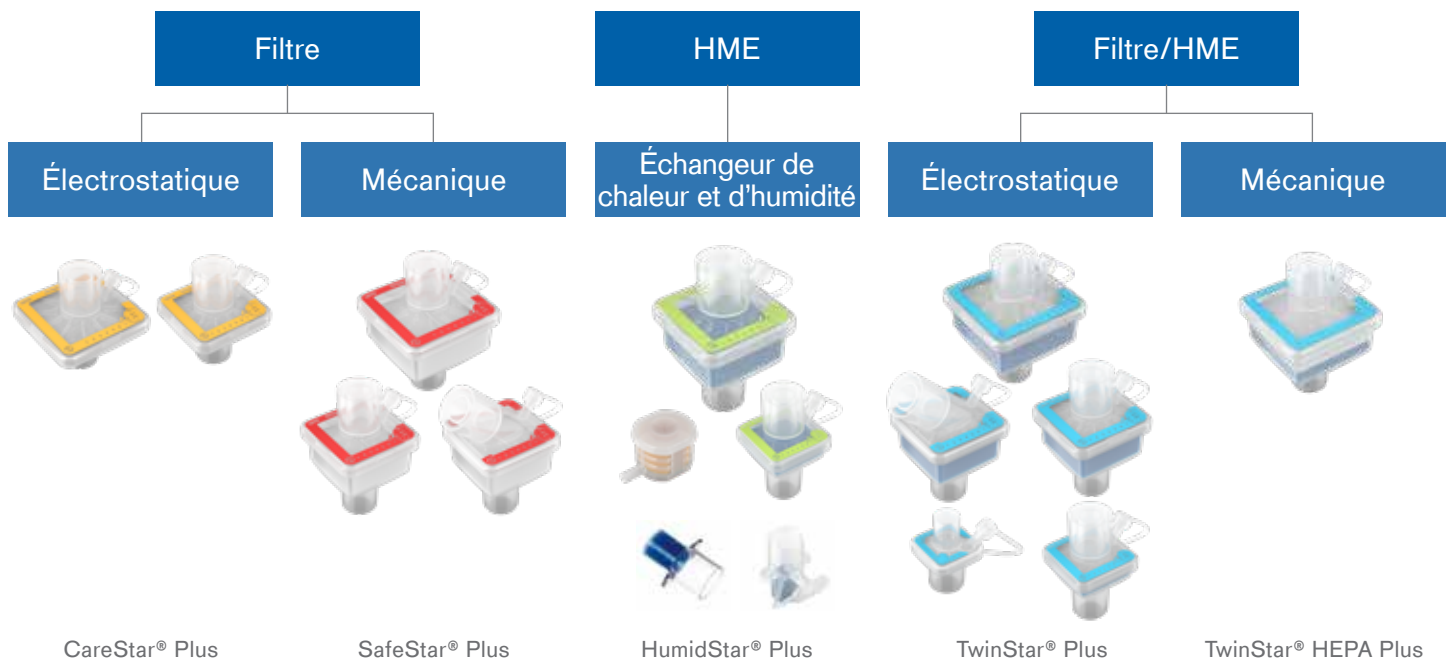 Filtre
HME
Filtre/HME
Électrostatique
Mécanique
Échangeur de
chaleur et d'humidité
Électrostatique
Mécanique
CareStar® Plus
SafeStar® Plus
HumidStar® Plus
TwinStar® Plus
TwinStar® HEPA Plus